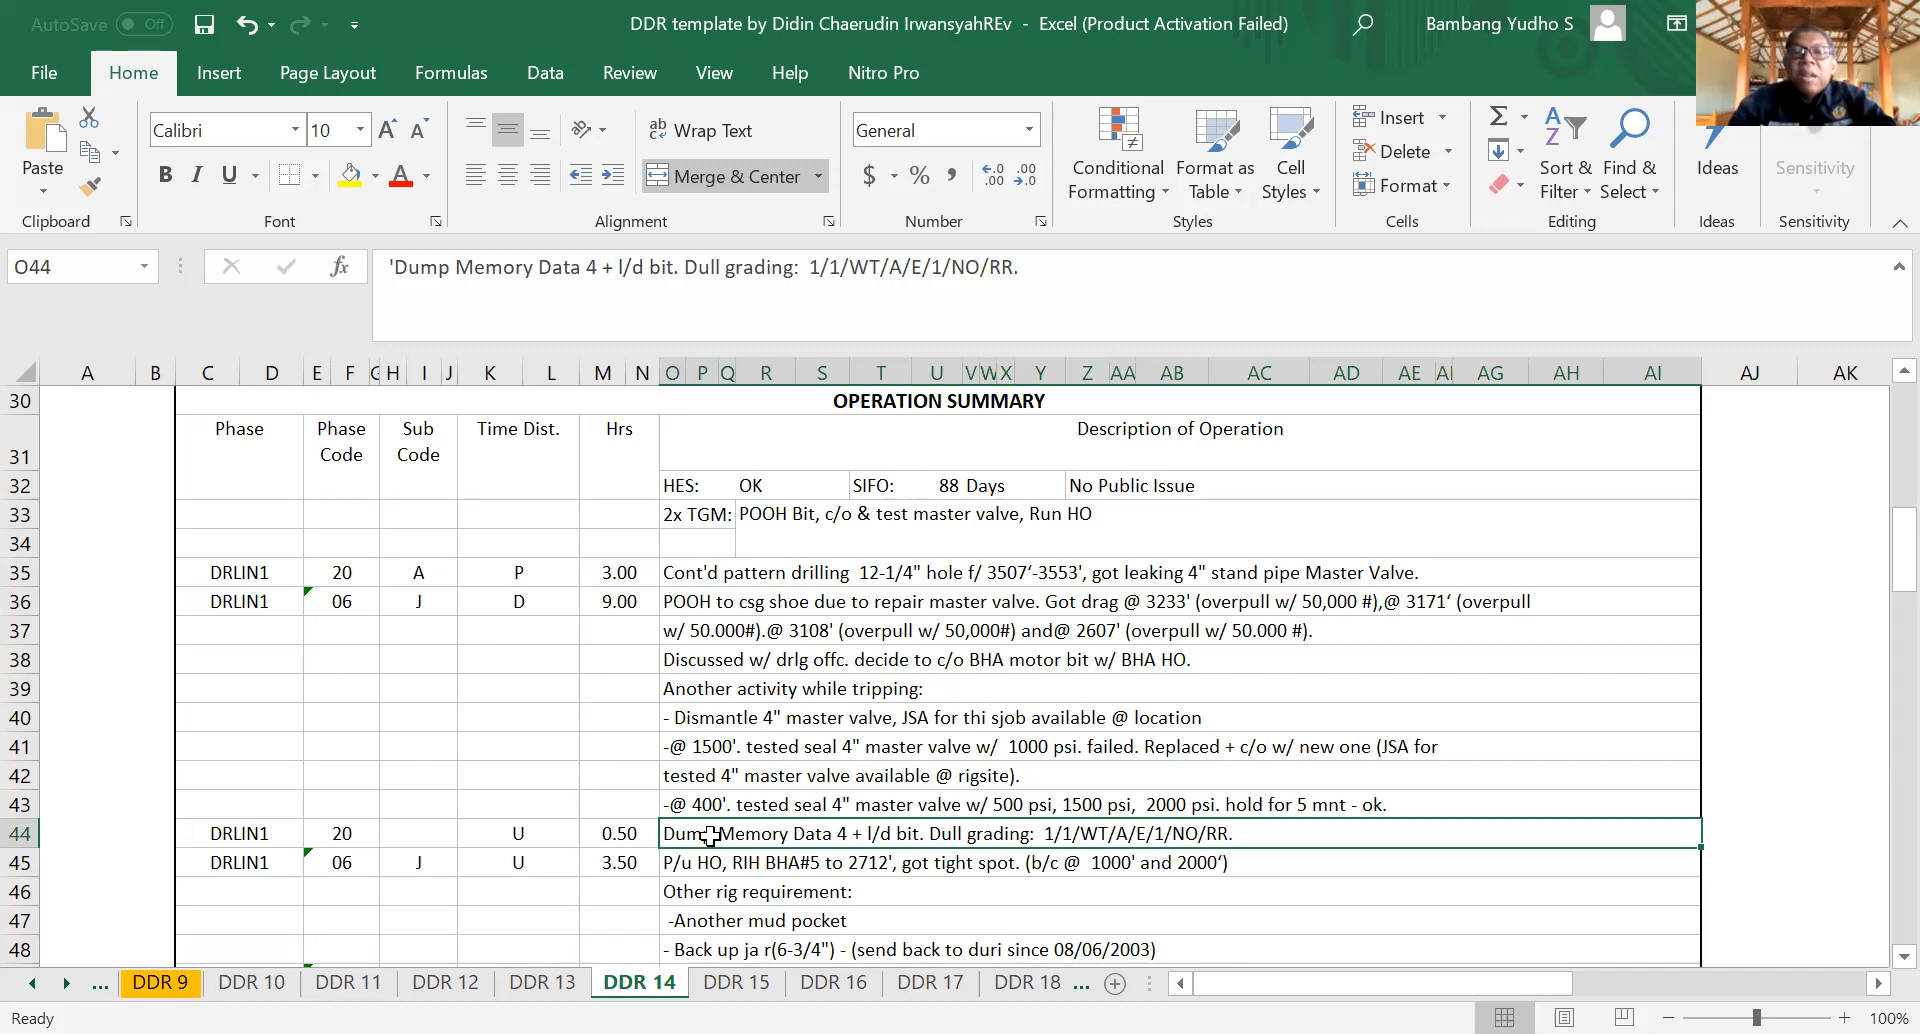 AutoSave Off DDR template by Didin Chaerudin IrwansyahREv - Excel (Product Activation Failed) Bambang Yudho S
File Home Insert Page Layout Formulas Data Review View Help Nitro Pro
Calibri 10 Wrap Text General Insert
Delete
Paste B I U A Merge & Center $ % , Conditional Format as Cell Format Sort & Find & Ideas Sensitivity
Formatting Table Styles Filter Select
Clipboard Font Alignment Number Styles Cells Editing Ideas Sensitivity
O44 fx 'Dump Memory Data 4 + l/d bit. Dull grading:  1/1/WT/A/E/1/NO/RR.
A B C D E F G H I J K L M N O P Q R S T U V W X Y Z AA AB AC AD AE AG AH AI AJ AK
30 OPERATION SUMMARY
31 Phase Phase Code Sub Code Time Dist. Hrs Description of Operation
32 HES: OK SIFO: 88 Days No Public Issue
33 2x TGM: POOH Bit, c/o & test master valve, Run HO
34
35 DRLIN1 20 A P 3.00 Cont'd pattern drilling  12-1/4" hole f/ 3507‘-3553', got leaking 4" stand pipe Master Valve.
36 DRLIN1 06 J D 9.00 POOH to csg shoe due to repair master valve. Got drag @ 3233' (overpull w/ 50,000 #),@ 3171‘ (overpull
37 w/ 50.000#).@ 3108' (overpull w/ 50,000#) and@ 2607' (overpull w/ 50.000 #).
38 Discussed w/ drlg offc. decide to c/o BHA motor bit w/ BHA HO.
39 Another activity while tripping:
40 - Dismantle 4" master valve, JSA for thi sjob available @ location
41 -@ 1500'. tested seal 4" master valve w/  1000 psi. failed. Replaced + c/o w/ new one (JSA for
42 tested 4" master valve available @ rigsite).
43 -@ 400'. tested seal 4" master valve w/ 500 psi, 1500 psi,  2000 psi. hold for 5 mnt - ok.
44 DRLIN1 20 U 0.50 Dump Memory Data 4 + l/d bit. Dull grading:  1/1/WT/A/E/1/NO/RR.
45 DRLIN1 06 J U 3.50 P/u HO, RIH BHA#5 to 2712', got tight spot. (b/c @  1000' and 2000‘)
46 Other rig requirement:
47 -Another mud pocket
48 - Back up ja r(6-3/4") - (send back to duri since 08/06/2003)
... DDR 9 DDR 10 DDR 11 DDR 12 DDR 13 DDR 14 DDR 15 DDR 16 DDR 17 DDR 18 ...
Ready 100%